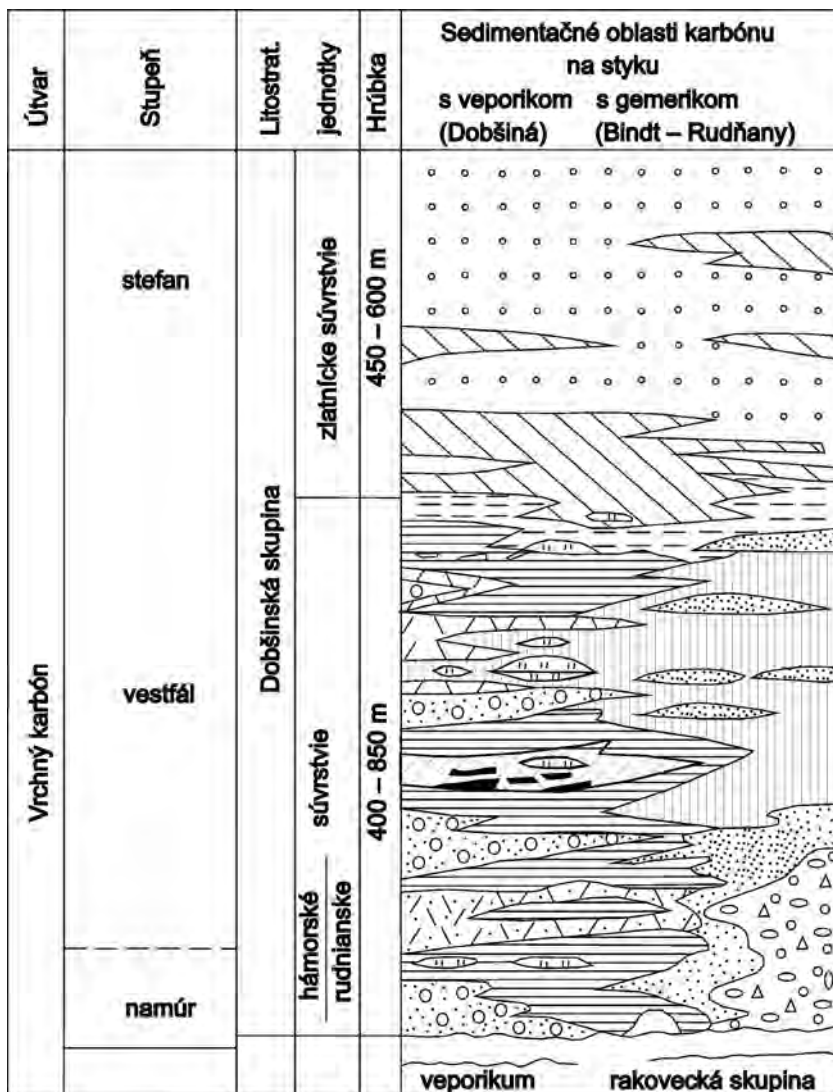 Útvar
Stupeň
Litostrat.
jednotky
Hrúbka
Sedimentačné oblasti karbónu
na styku
s veporikom s gemerikom
(Dobšiná) (Bindt – Rudňany)
Vrchný karbón
stefan
vestfál
namúr
Dobšinská skupina
zlatnícke súvrstvie
450 – 600 m
hámorské
rudnianske
súvrstvie
400 – 850 m
veporikum rakovecká skupina